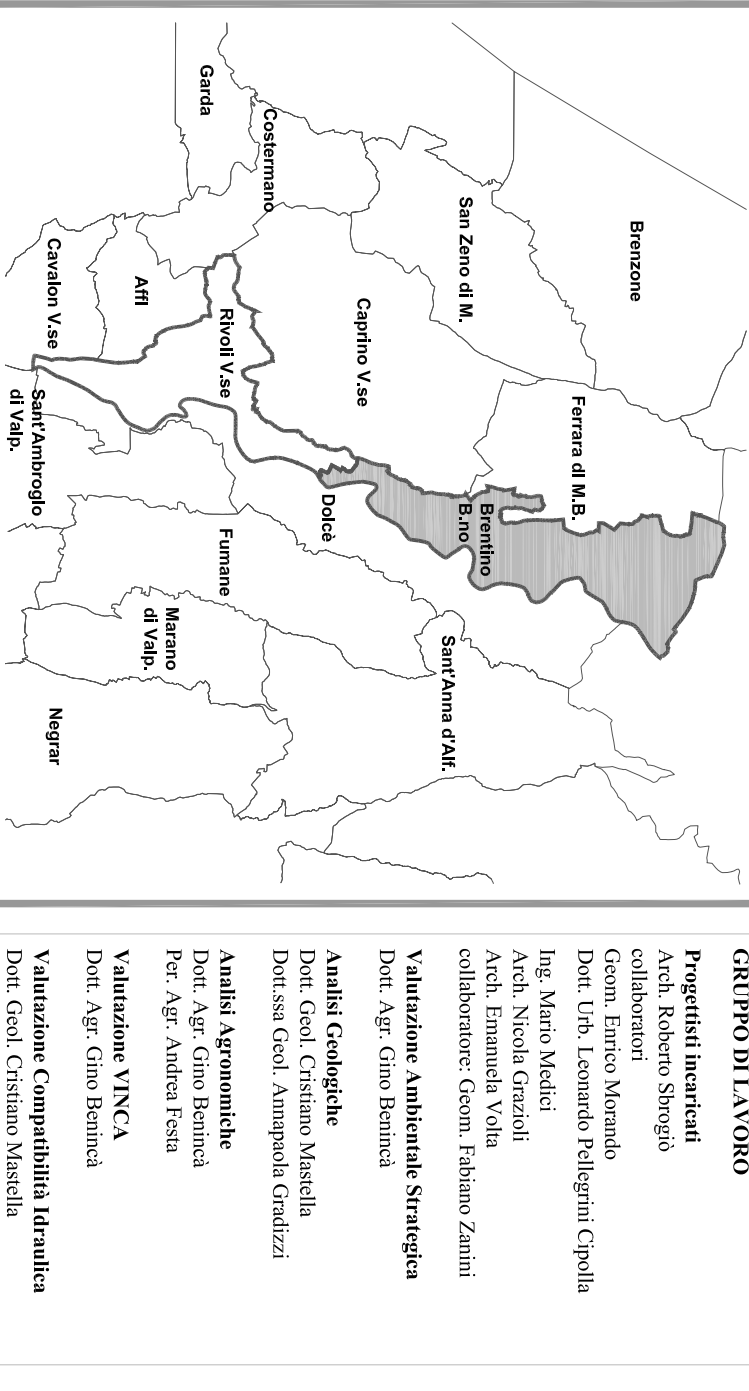 Brenzone
San Zeno di M.
Costermano
Garda
Caprino V.se
Ferrara dI M.B.
Rivoli V.se
AffI
Cavalon V.se
Brentino
B.no
Dolcè
Sant'AmbrogIo
di Valp.
Fumane
Marano
di Valp.
Sant'Anna d'Alf.
Negrar
GRUPPO DI LAVORO
Progettisti incaricati
Arch. Roberto Sbrogiò
collaboratori
Geom. Enrico Morando
Dott. Urb. Leonardo Pellegrini Cipolla
Ing. Mario Medici
Arch. Nicola Grazioli
Arch. Emanuela Volta
collaboratore: Geom. Fabiano Zanini
Valutazione Ambientale Strategica
Dott. Agr. Gino Benincà
Analisi Geologiche
Dott. Geol. Cristiano Mastella
Dott.ssa Geol. Annapaola Gradizzi
Analisi Agronomiche
Dott. Agr. Gino Benincà
Per. Agr. Andrea Festa
Valutazione VINCA
Dott. Agr. Gino Benincà
Valutazione Compatibilità Idraulica
Dott. Geol. Cristiano Mastella